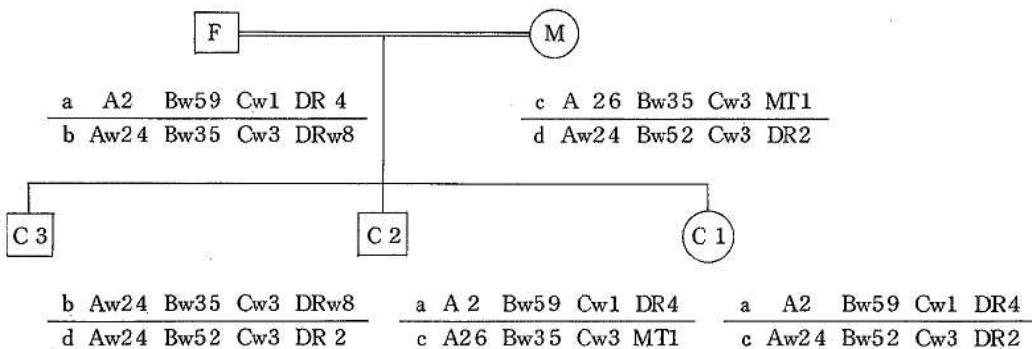 F M
a A2 Bw59 Cw1 DR 4 c A 26 Bw35 Cw3 MT1
b Aw24 Bw35 Cw3 DRw8 d Aw24 Bw52 Cw3 DR2
C 3 C 2 C 1
b Aw24 Bw35 Cw3 DRw8 a A 2 Bw59 Cw1 DR4 a A2 Bw59 Cw1 DR4
d Aw24 Bw52 Cw3 DR 2 c A26 Bw35 Cw3 MT1 c Aw24 Bw52 Cw3 DR2